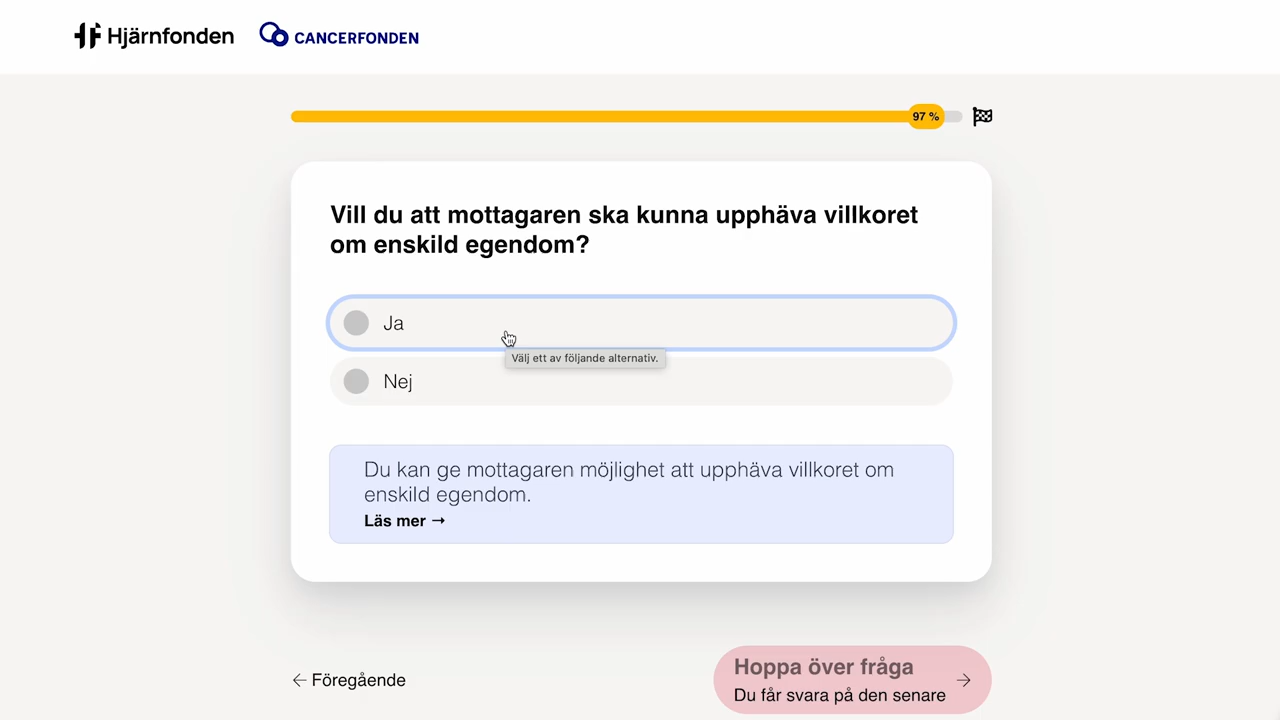 Hjärnfonden CANCERFONDEN
97 %
Vill du att mottagaren ska kunna upphäva villkoret
om enskild egendom?
Ja
Välj ett av följande alternativ.
Nej
Du kan ge mottagaren möjlighet att upphäva villkoret om
enskild egendom.
Läs mer →
← Föregående
Hoppa över fråga
Du får svara på den senare →